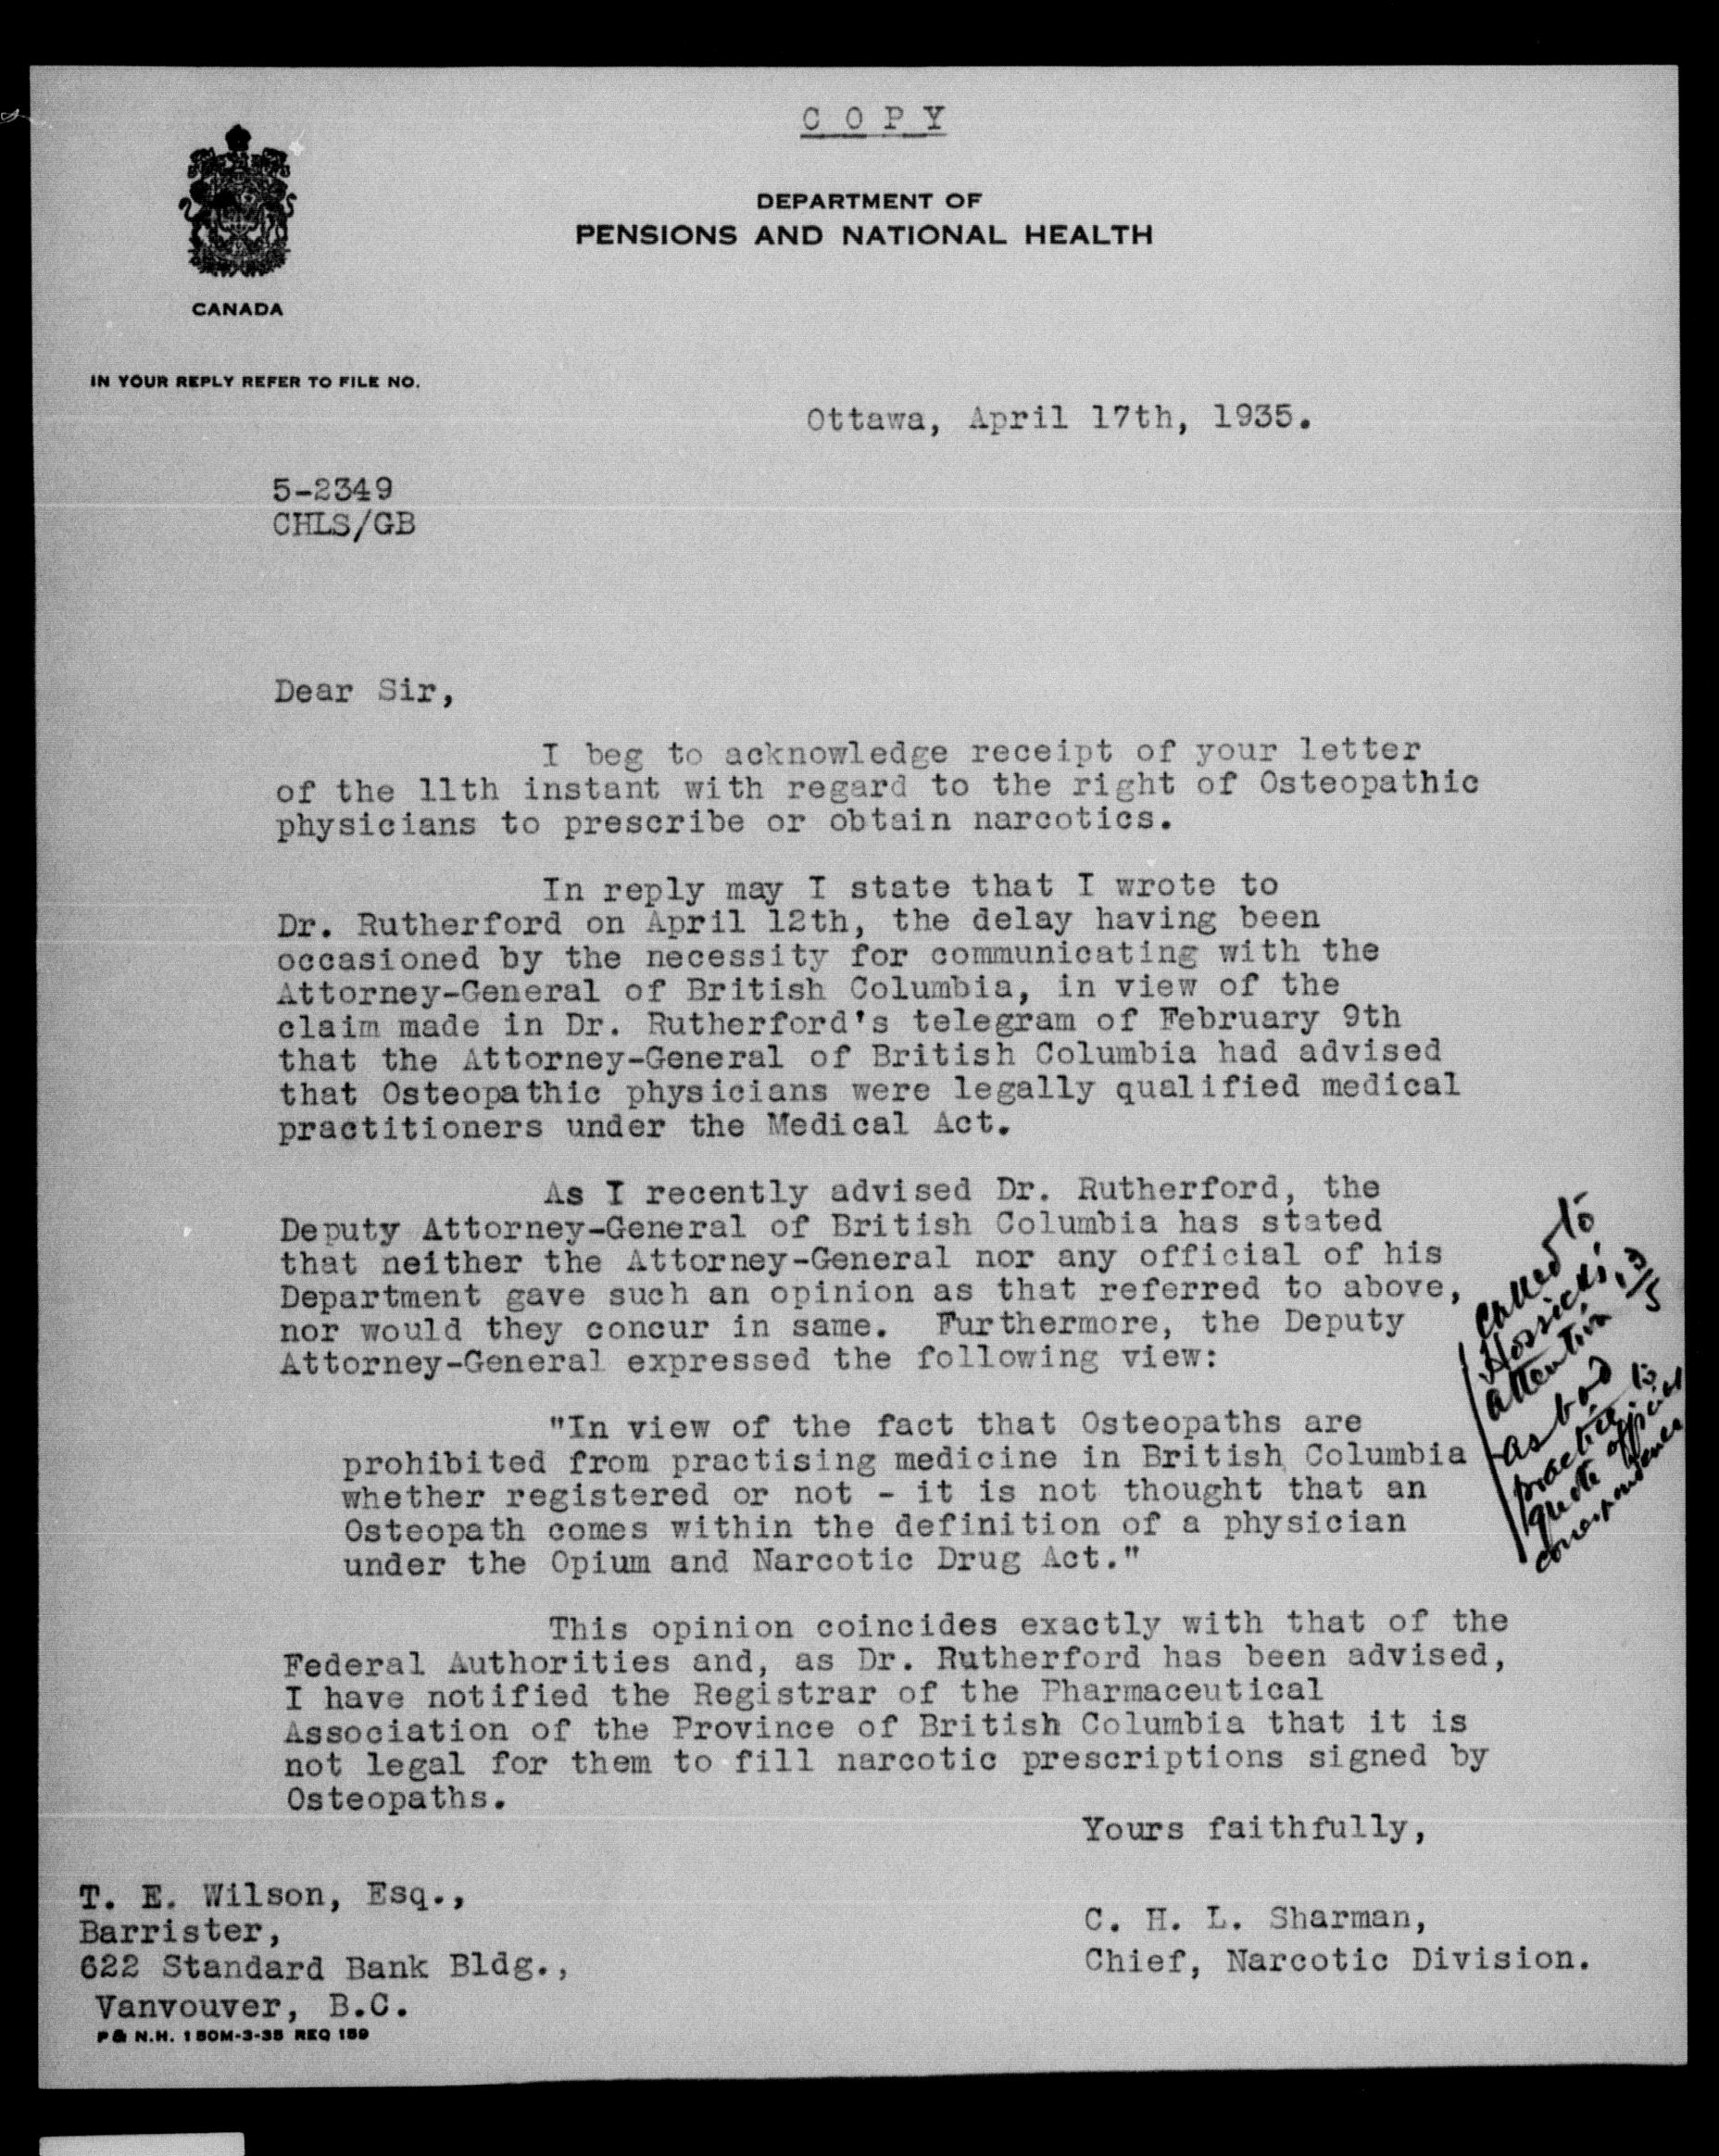 C O P Y
DEPARTMENT OF
PENSIONS AND NATIONAL HEALTH
CANADA
IN YOUR REPLY REFER TO FILE NO.
Ottawa, April 17th, 1935.
5-2349
CHLS/GB
Dear Sir,
I beg to acknowledge receipt of your letter
of the 11th instant with regard to the right of Osteopathic
physicians to prescribe or obtain narcotics.
In reply may I state that I wrote to
Dr. Rutherford on April 12th, the delay having been
occasioned by the necessity for communicating with the
Attorney-General of British Columbia, in view of the
claim made in Dr. Rutherford's telegram of February 9th
that the Attorney-General of British Columbia had advised
that Osteopathic physicians were legally qualified medical
practitioners under the Medical Act.
As I recently advised Dr. Rutherford, the
Deputy Attorney-General of British Columbia has stated
that neither the Attorney-General nor any official of his
Department gave such an opinion as that referred to above,
nor would they concur in same. Furthermore, the Deputy
Attorney-General expressed the following view:
"In view of the fact that Osteopaths are
prohibited from practising medicine in British Columbia
whether registered or not - it is not thought that an
Osteopath comes within the definition of a physician
under the Opium and Narcotic Drug Act."
Called to
Hossick's
attention
as bad
practice to
quote official
correspondence
This opinion coincides exactly with that of the
Federal Authorities and, as Dr. Rutherford has been advised,
I have notified the Registrar of the Pharmaceutical
Association of the Province of British Columbia that it is
not legal for them to fill narcotic prescriptions signed by
Osteopaths.
Yours faithfully,
C. H. L. Sharman,
Chief, Narcotic Division.
T. E. Wilson, Esq.,
Barrister,
622 Standard Bank Bldg.,
Vanvouver, B.C.
P & N.H. 150M-3-35 REQ 159